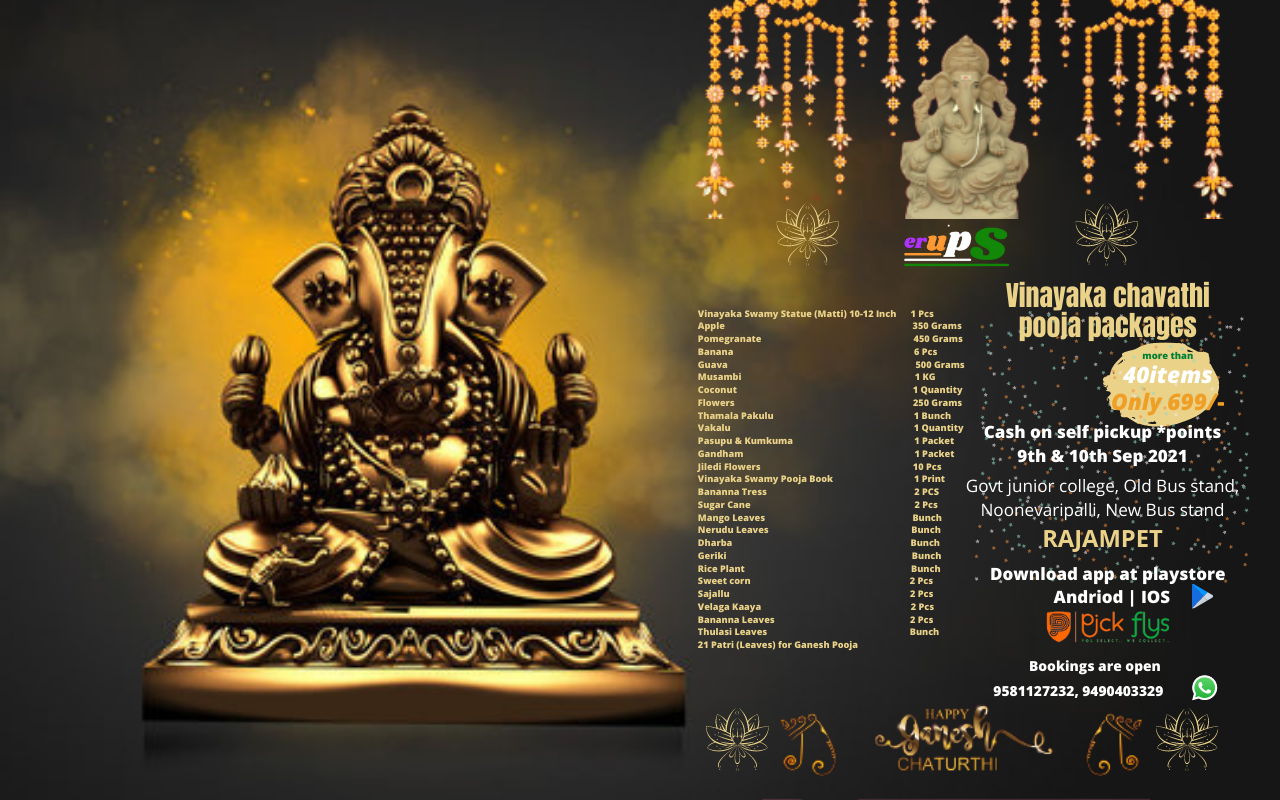 erupS
Vinayaka chavathi
pooja packages
more than
40items
Only 699/-
Cash on self pickup *points
9th & 10th Sep 2021
Govt junior college, Old Bus stand,
Noonevaripalli, New Bus stand
RAJAMPET
Download app at playstore
Andriod | IOS
Pick flys
YOU SELECT.. WE COLLECT..
Bookings are open
9581127232, 9490403329
Vinayaka Swamy Statue (Matti) 10-12 Inch 1 Pcs
Apple 350 Grams
Pomegranate 450 Grams
Banana 6 Pcs
Guava 500 Grams
Musambi 1 KG
Coconut 1 Quantity
Flowers 250 Grams
Thamala Pakulu 1 Bunch
Vakalu 1 Quantity
Pasupu & Kumkuma 1 Packet
Gandham 1 Packet
Jiledi Flowers 10 Pcs
Vinayaka Swamy Pooja Book 1 Print
Bananna Tress 2 PCS
Sugar Cane 2 Pcs
Mango Leaves Bunch
Nerudu Leaves Bunch
Dharba Bunch
Geriki Bunch
Rice Plant Bunch
Sweet corn 2 Pcs
Sajallu 2 Pcs
Velaga Kaaya 2 Pcs
Bananna Leaves 2 Pcs
Thulasi Leaves Bunch
21 Patri (Leaves) for Ganesh Pooja
HAPPY
Ganesh
CHATURTHI